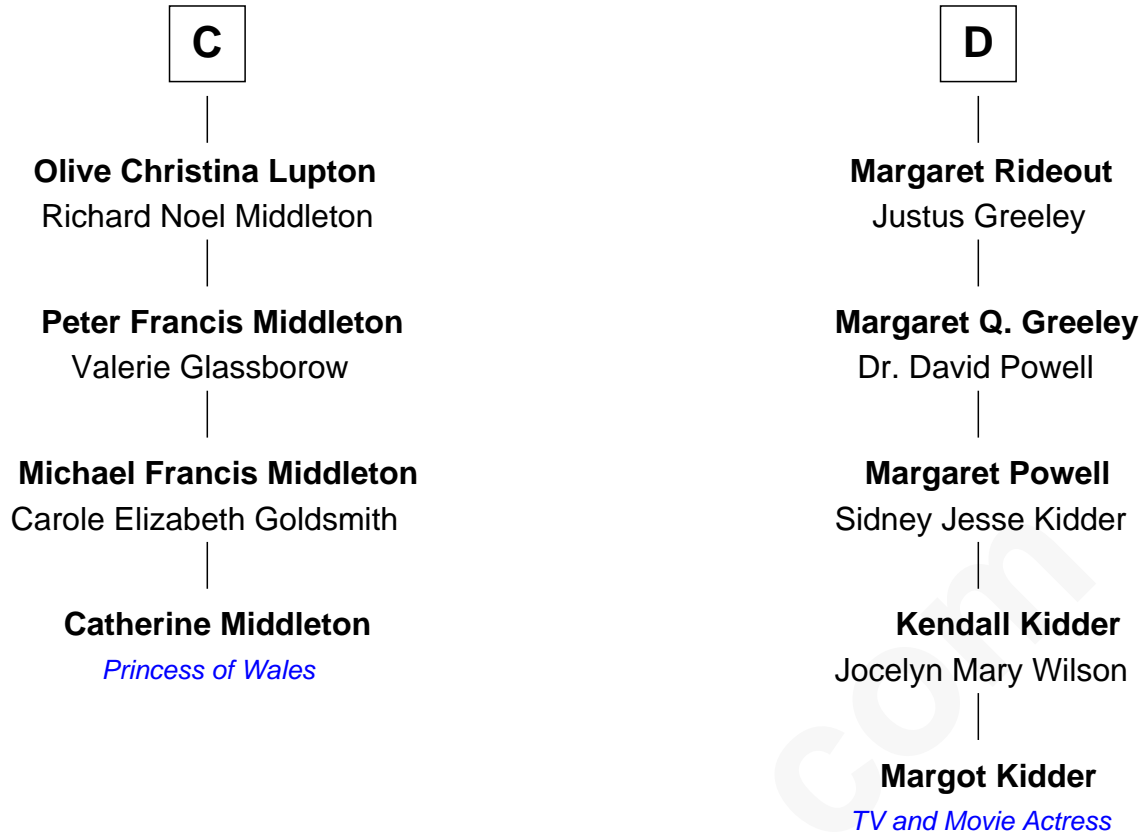 C
Olive Christina Lupton
Richard Noel Middleton
Peter Francis Middleton
Valerie Glassborow
Michael Francis Middleton
Carole Elizabeth Goldsmith
Catherine Middleton
Princess of Wales
D
Margaret Rideout
Justus Greeley
Margaret Q. Greeley
Dr. David Powell
Margaret Powell
Sidney Jesse Kidder
Kendall Kidder
Jocelyn Mary Wilson
Margot Kidder
TV and Movie Actress
com